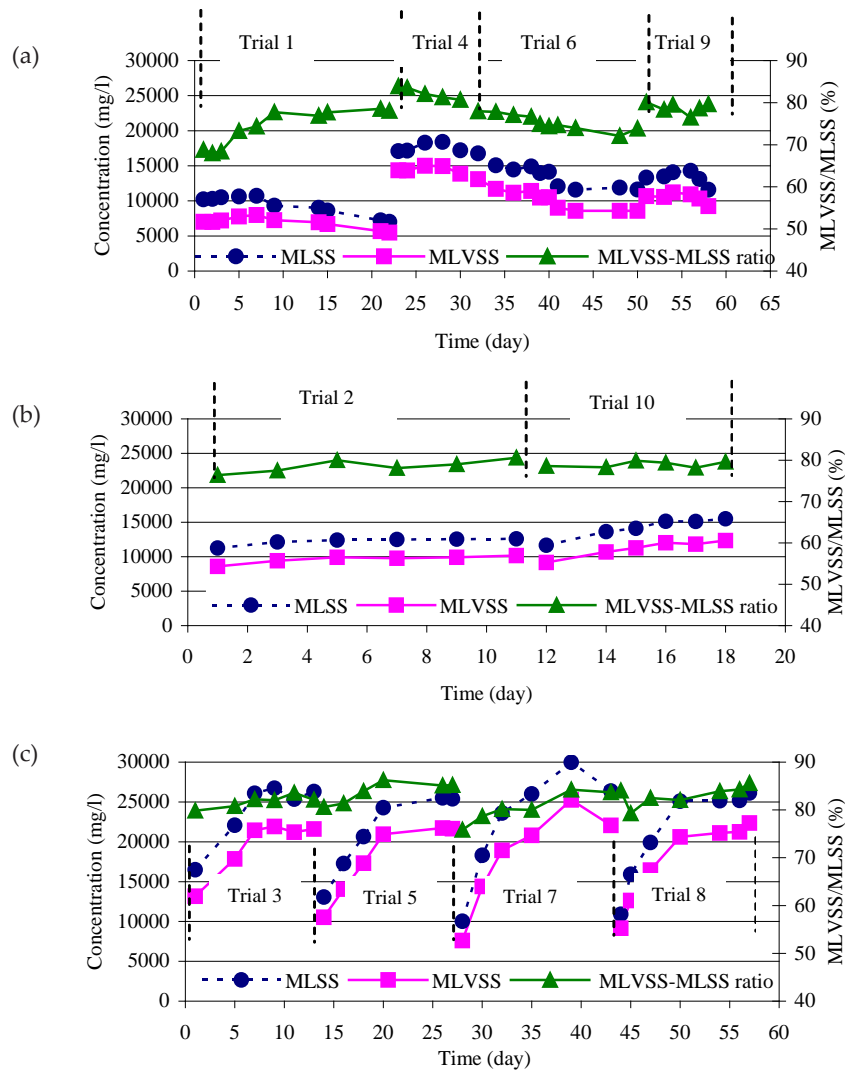 (a)
Trial 1 Trial 4 Trial 6 Trial 9
30000 90
25000 80
20000 70
15000 60
10000 50
5000
0 40
Concentration (mg/l)
MLVSS/MLSS (%)
MLSS MLVSS MLVSS-MLSS ratio
0 5 10 15 20 25 30 35 40 45 50 55 60 65
Time (day)
(b)
Trial 2 Trial 10
30000 90
25000 80
20000 70
15000 60
10000 50
5000
0 40
Concentration (mg/l)
MLVSS/MLSS (%)
MLSS MLVSS MLVSS-MLSS ratio
0 2 4 6 8 10 12 14 16 18 20
Time (day)
(c)
30000 90
25000 80
20000 70
15000 60
10000 50
5000
0 40
Concentration (mg/l)
MLVSS/MLSS (%)
Trial 3 Trial 5 Trial 7 Trial 8
MLSS MLVSS MLVSS-MLSS ratio
0 5 10 15 20 25 30 35 40 45 50 55 60
Time (day)